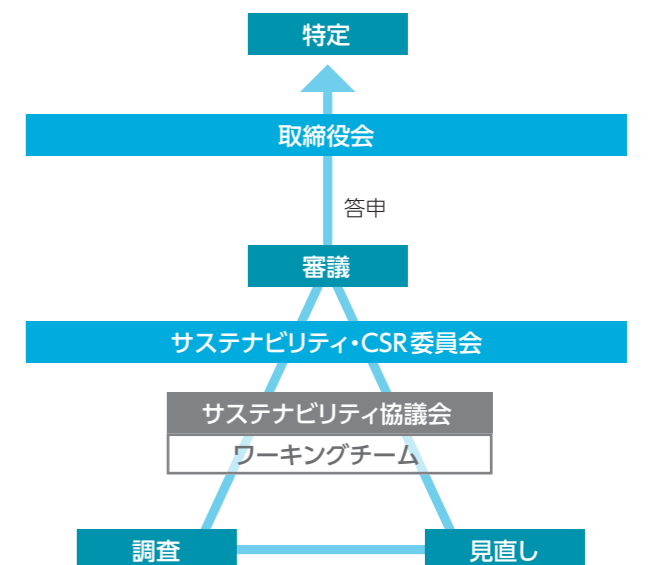 特定
取締役会
答申
審議
サステナビリティ・CSR委員会
サステナビリティ協議会
ワーキングチーム
調査
見直し